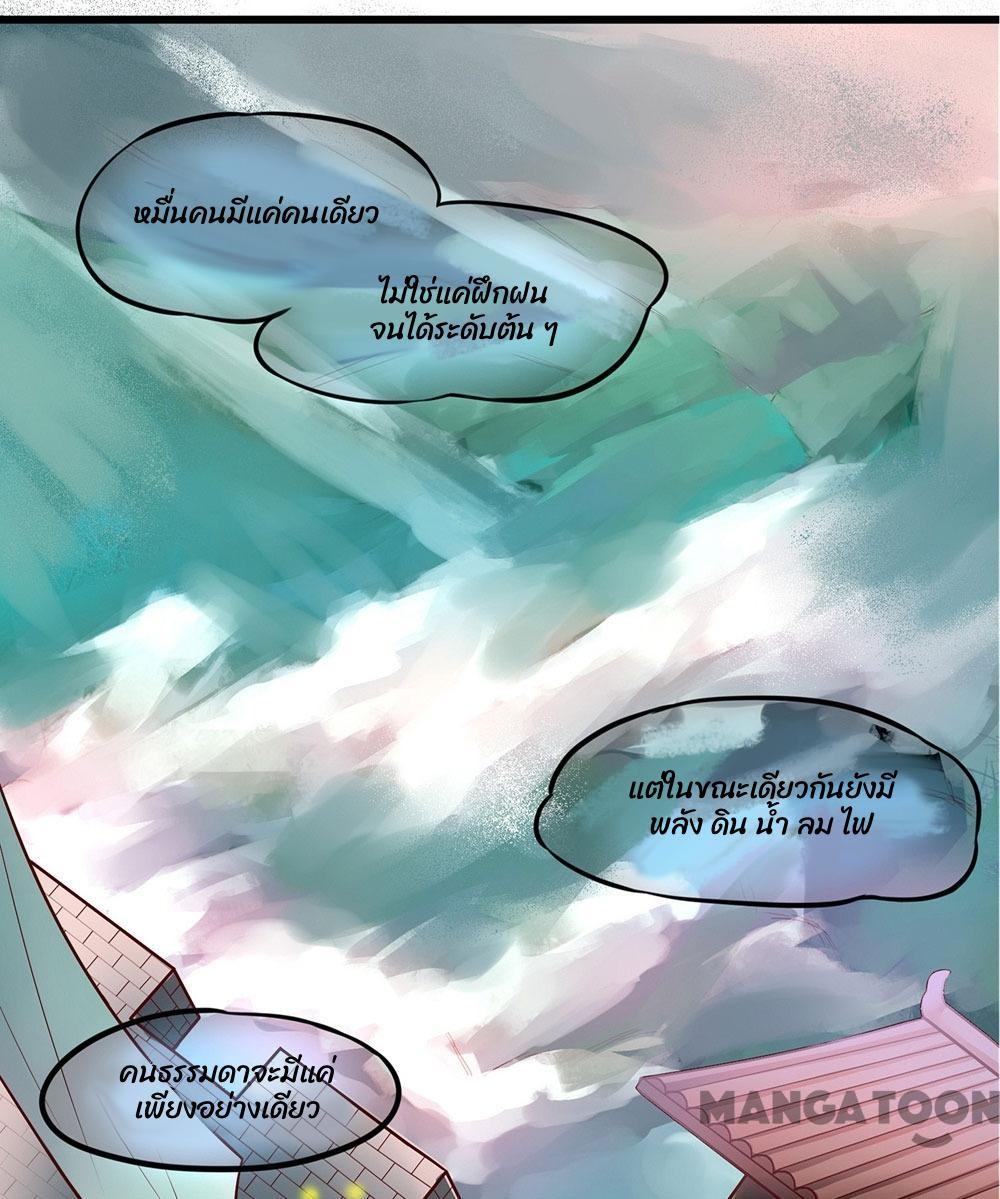 หมื่นคนมีแค่คนเดียว
ไม่ใช่แค่ฝึกฝน
จนได้ระดับต้น ๆ
แต่ในขณะเดียวกันยังมี
พลัง ดิน น้ำ ลม ไฟ
คนธรรมดาจะมีแค่
เพียงอย่างเดียว
MANGATOON